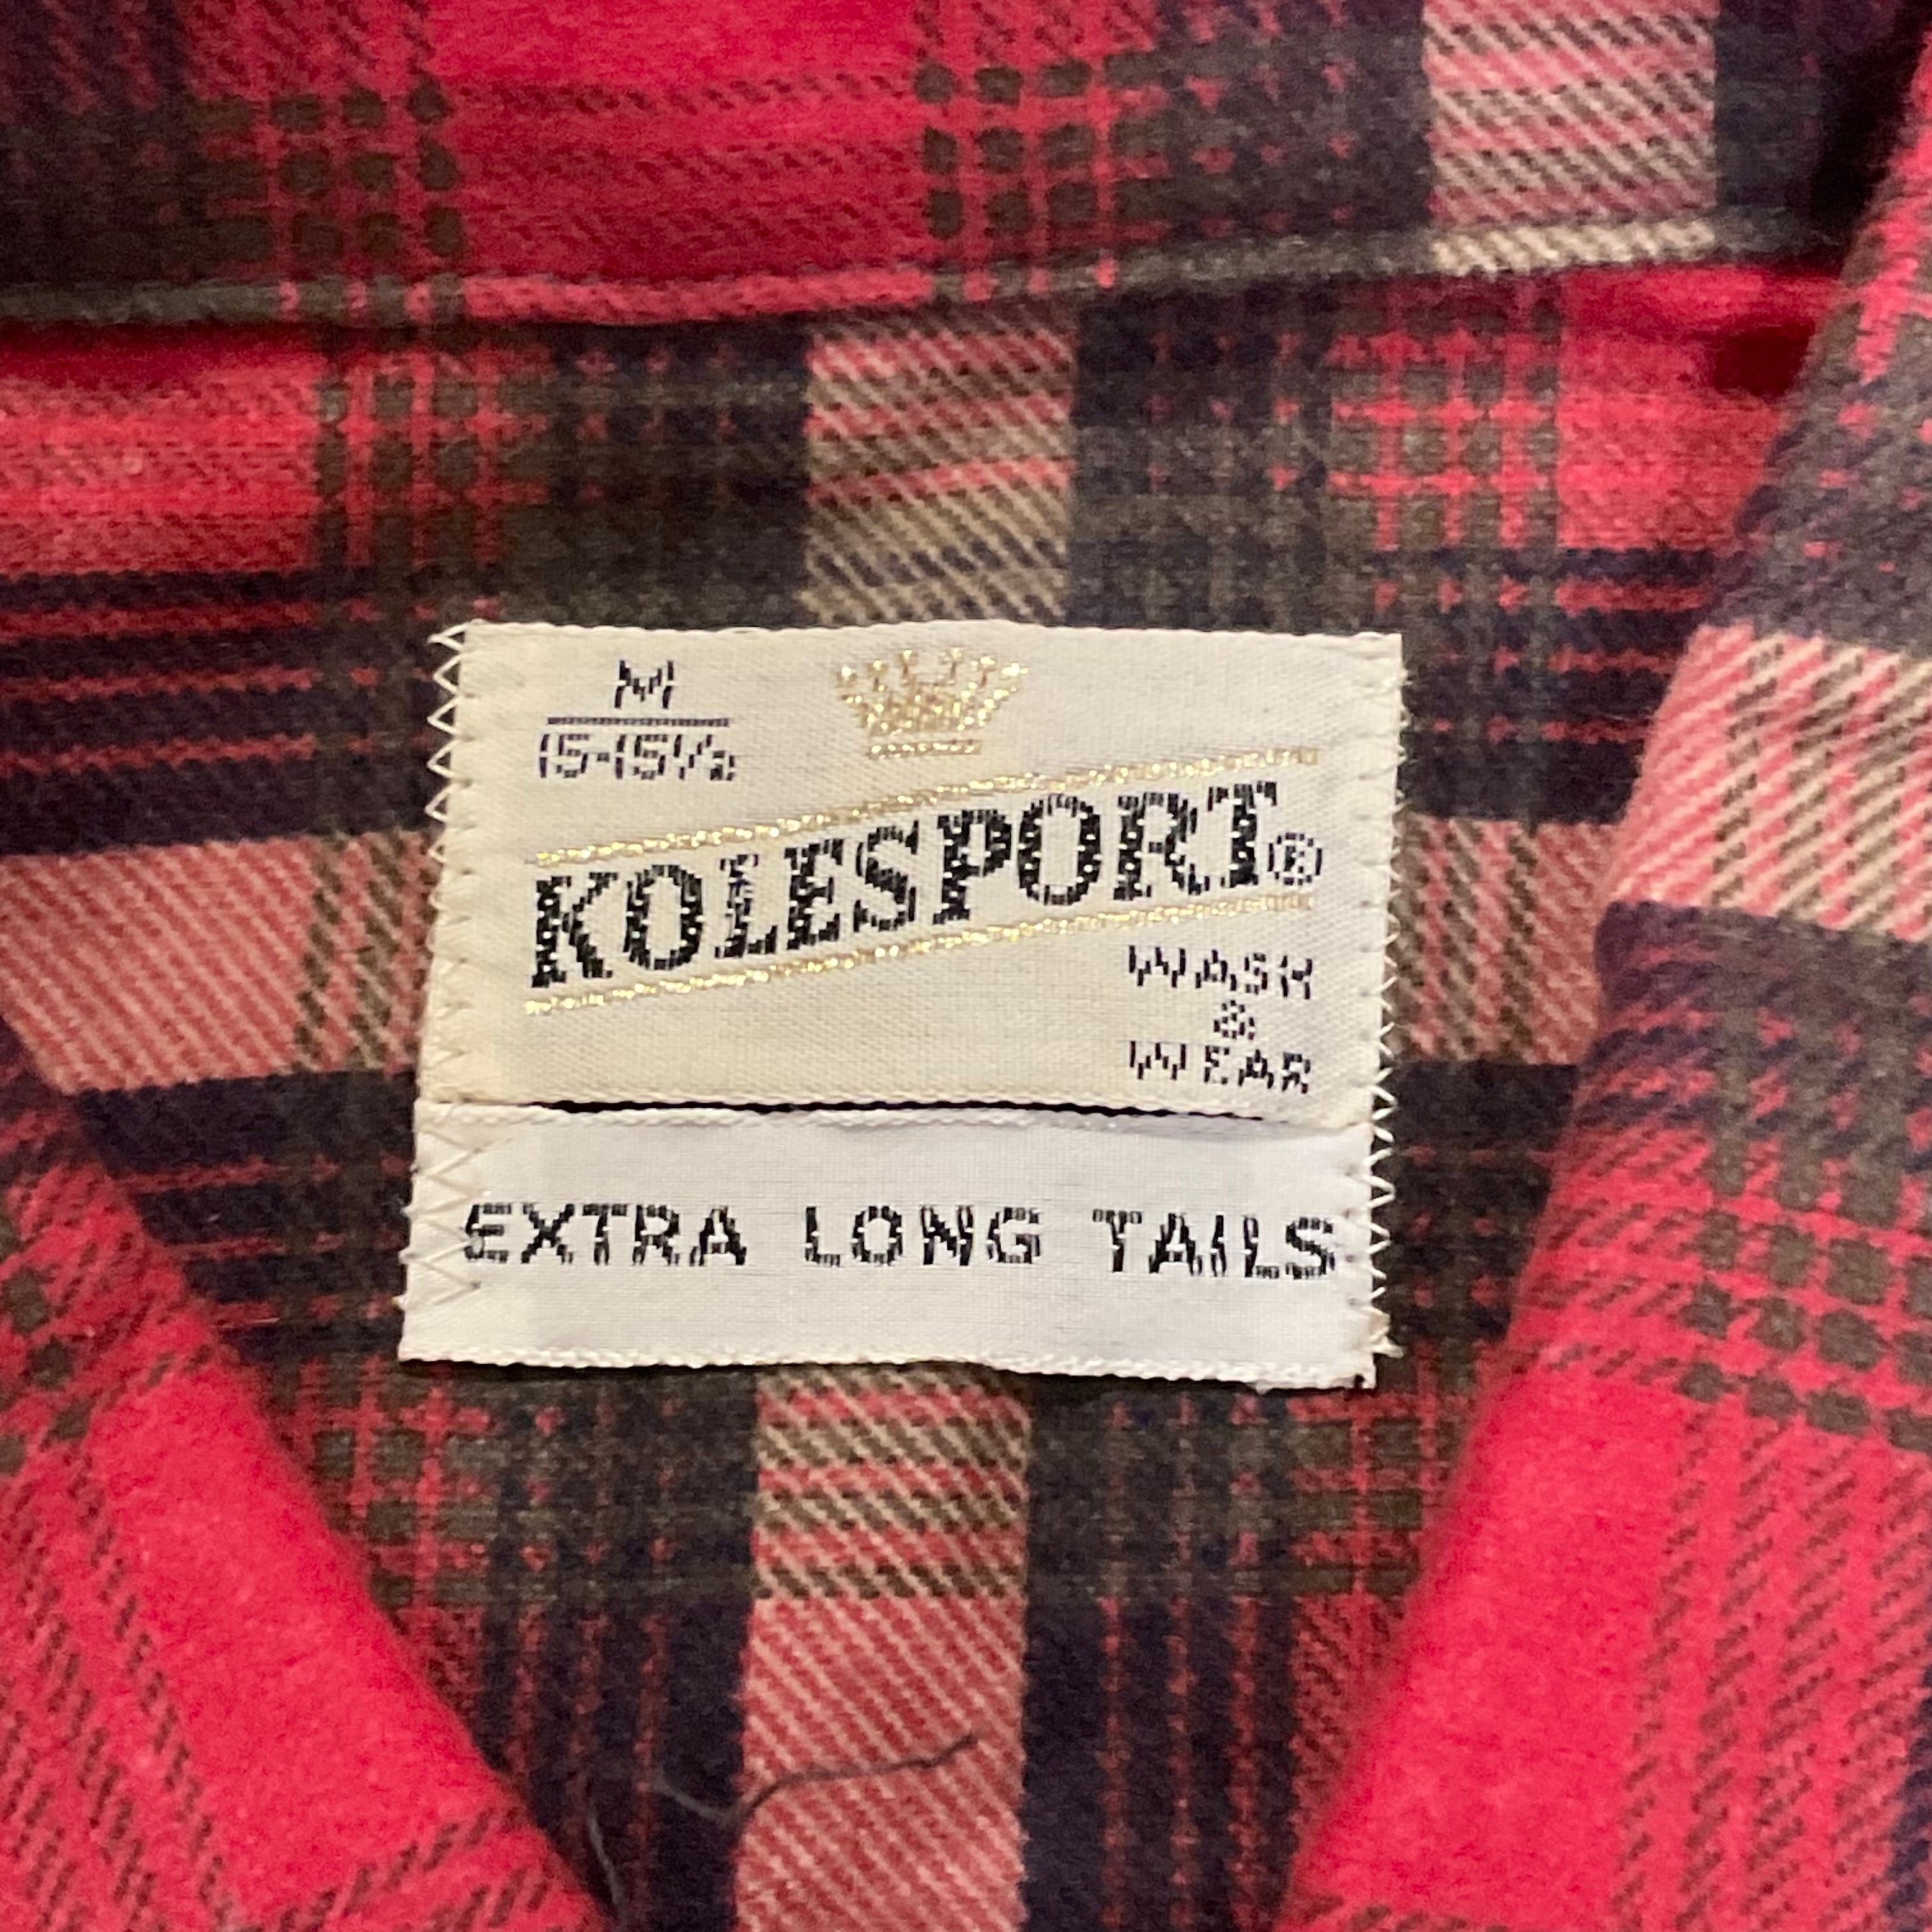 M
15-15½
KOLESPORT®
WASH
&
WEAR
EXTRA LONG TAILS